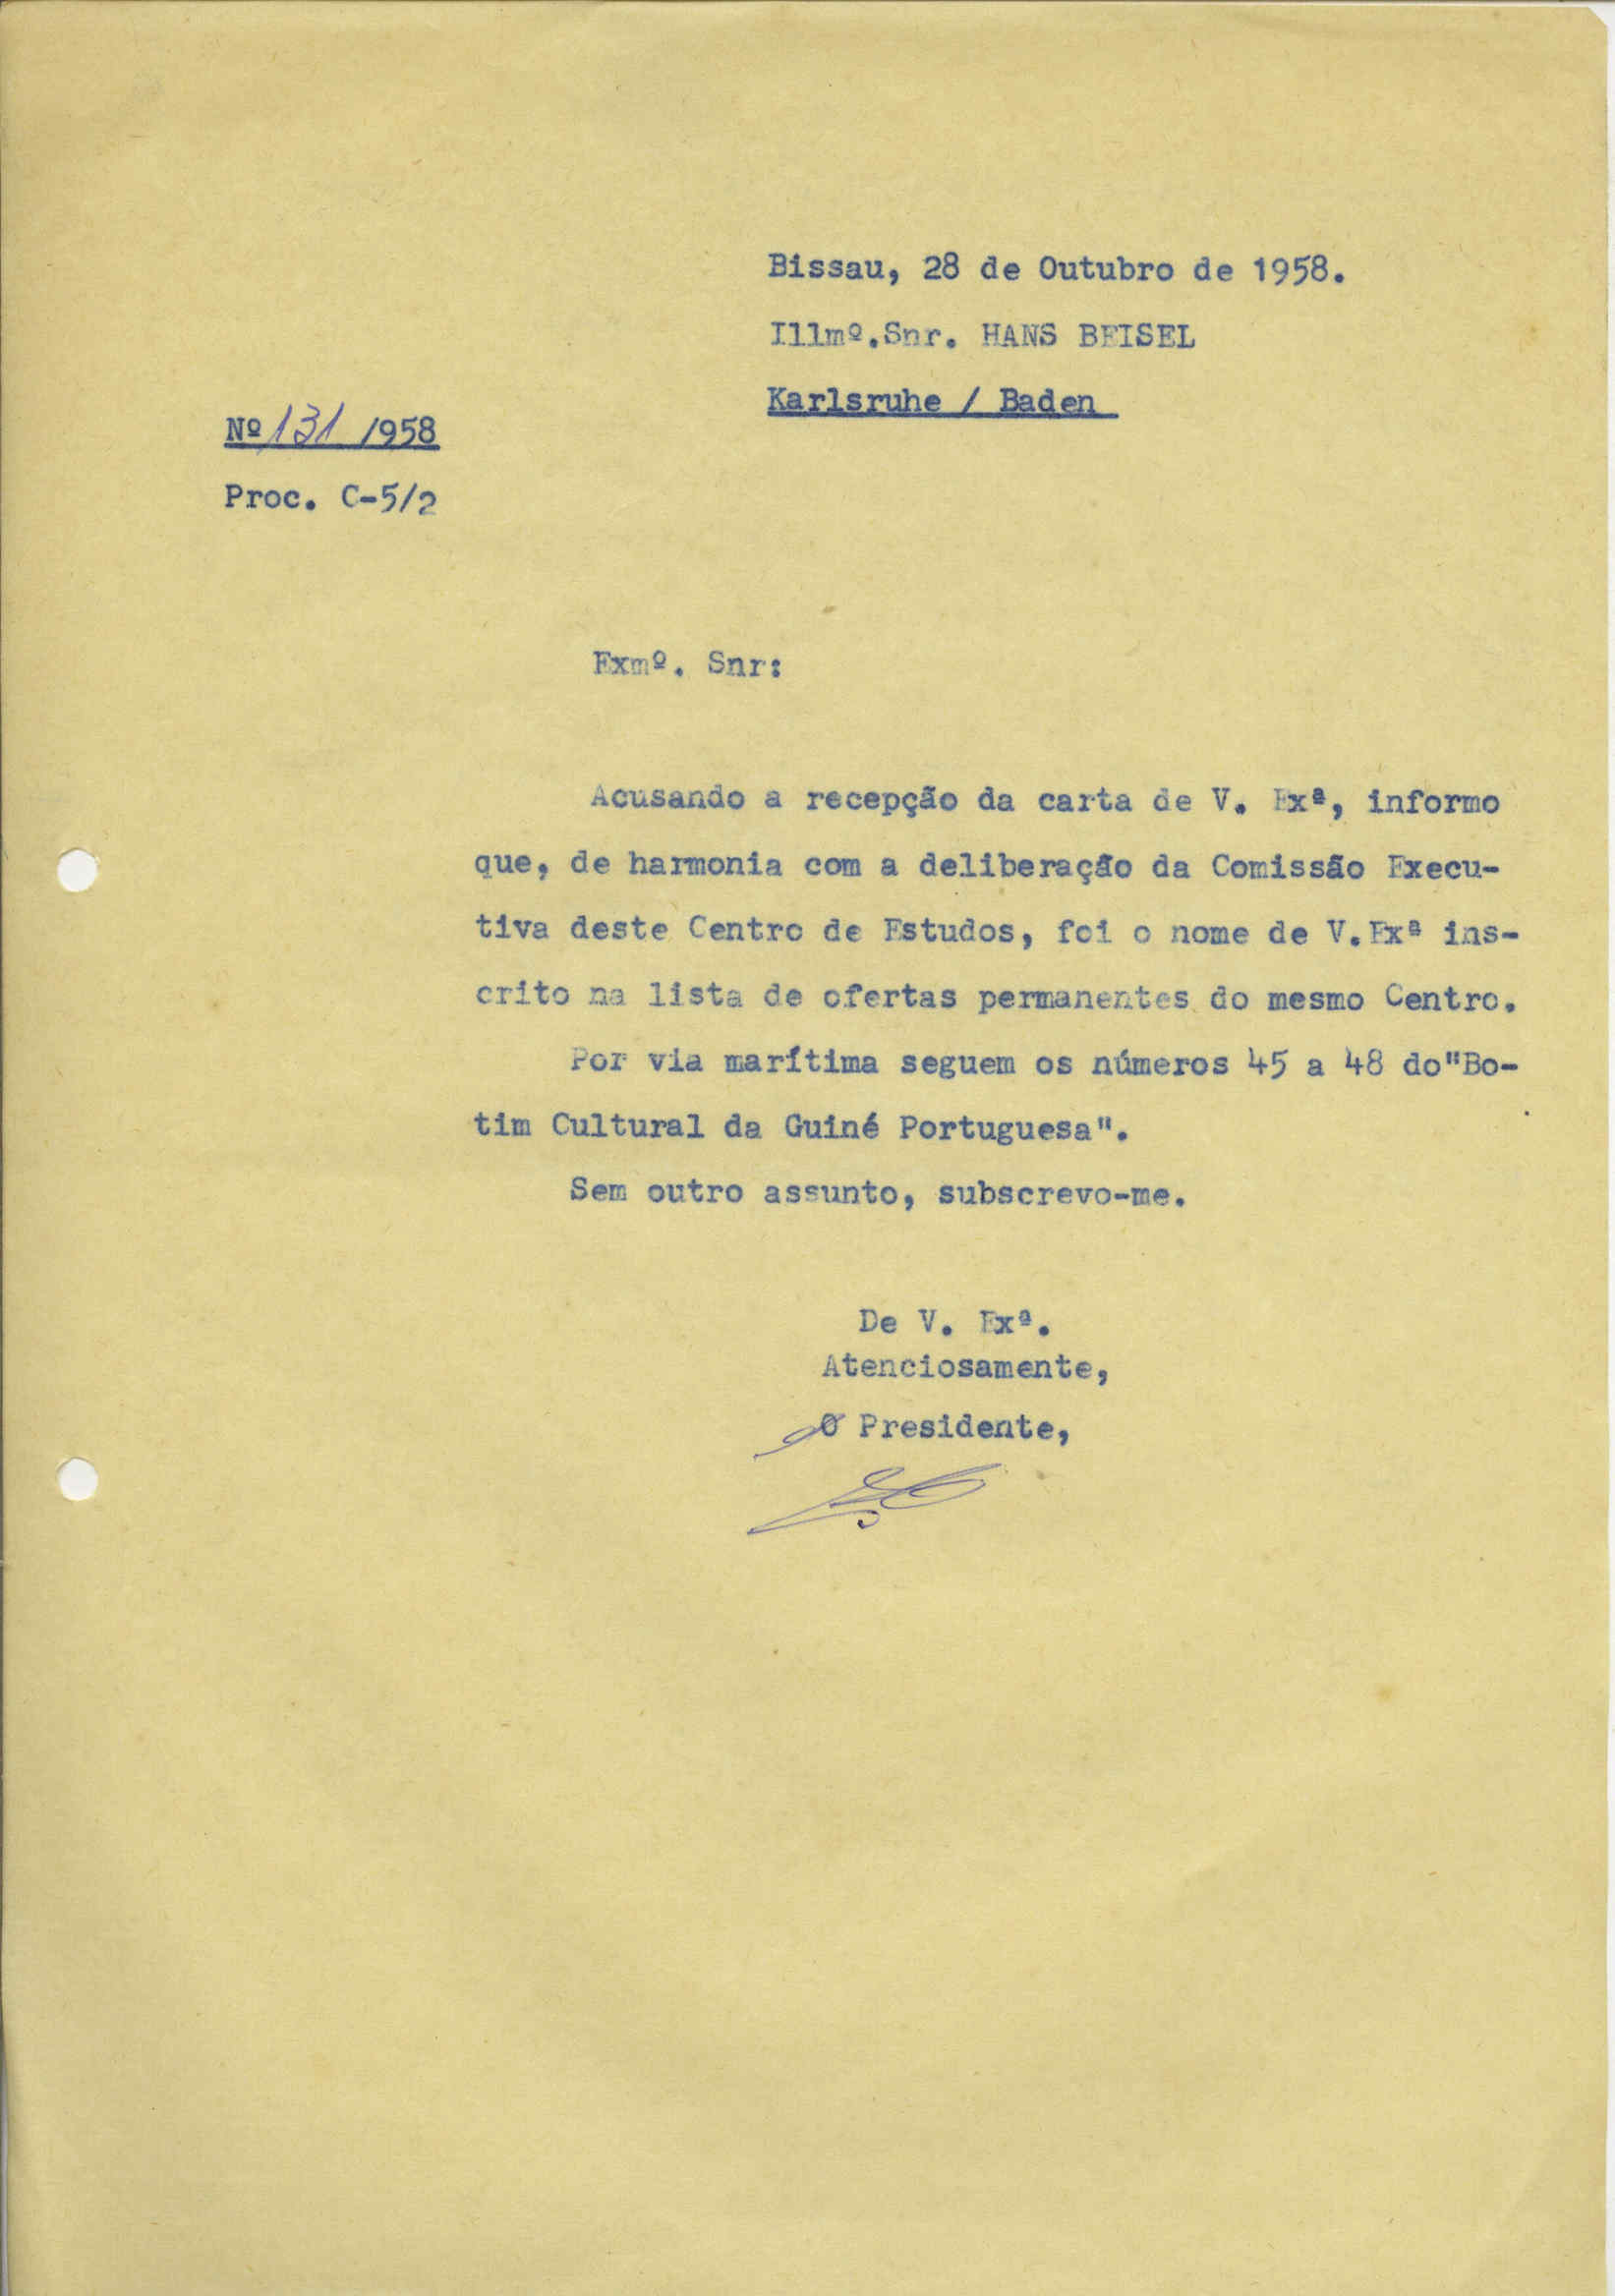 Bissau, 28 de Outubro de 1958.
Illmº.Snr. HANS BEISEL
Karlsruhe / Baden
Nº 131 /1958
Proc. C-5/2
Exmº. Snr:
Acusando a recepção da carta de V. Exª, informo
que, de harmonia com a deliberação da Comissão Execu-
tiva deste Centro de Estudos, foi o nome de V.Exª ins-
crito na lista de ofertas permanentes do mesmo Centro.
Por via marítima seguem os números 45 a 48 do"Bo-
tim Cultural da Guiné Portuguesa".
Sem outro assunto, subscrevo-me.
De V. Exª.
Atenciosamente,
O Presidente,